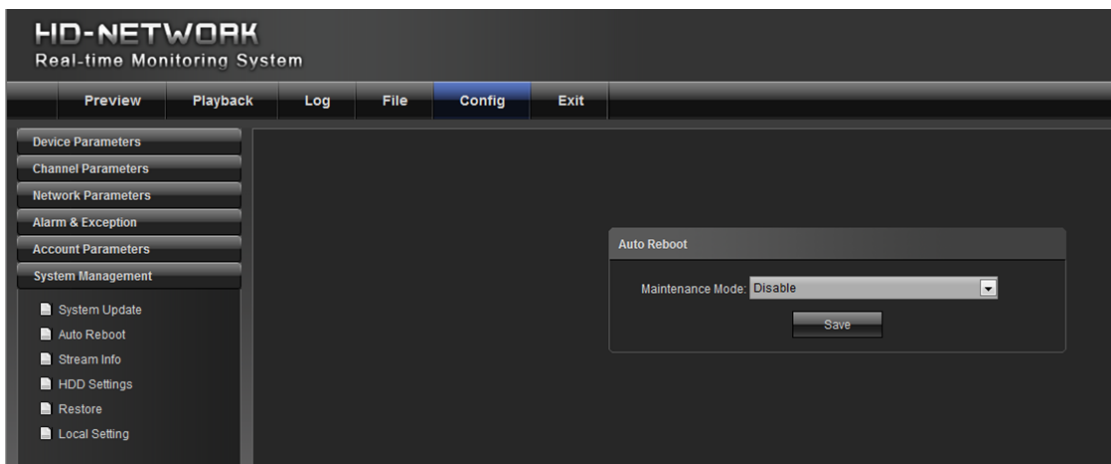 HD-NETWORK
Real-time Monitoring System
Preview Playback Log File Config Exit
Device Parameters
Channel Parameters
Network Parameters
Alarm & Exception
Account Parameters
System Management
System Update
Auto Reboot
Stream Info
HDD Settings
Restore
Local Setting
Auto Reboot
Maintenance Mode: Disable
Save